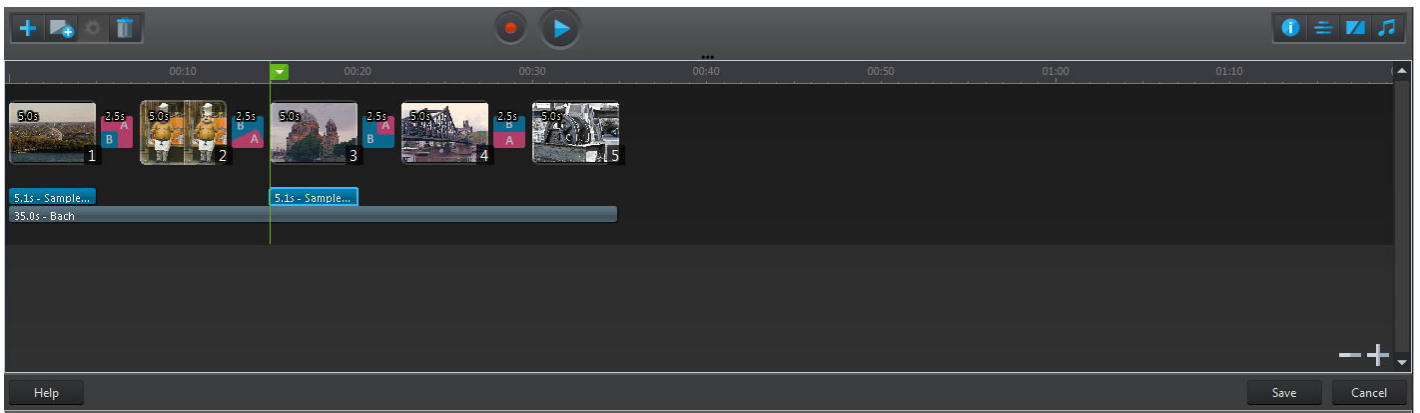 00:10 00:20 00:30 00:40 00:50 01:00 01:10
5.0s 2.5s 5.0s 2.5s 5.0s 2.5s 5.0s 2.5s 5.0s
A B B A A B B A
1 2 3 4 5
5.1s - Sample... 5.1s - Sample...
35.0s - Bach
Help Save Cancel